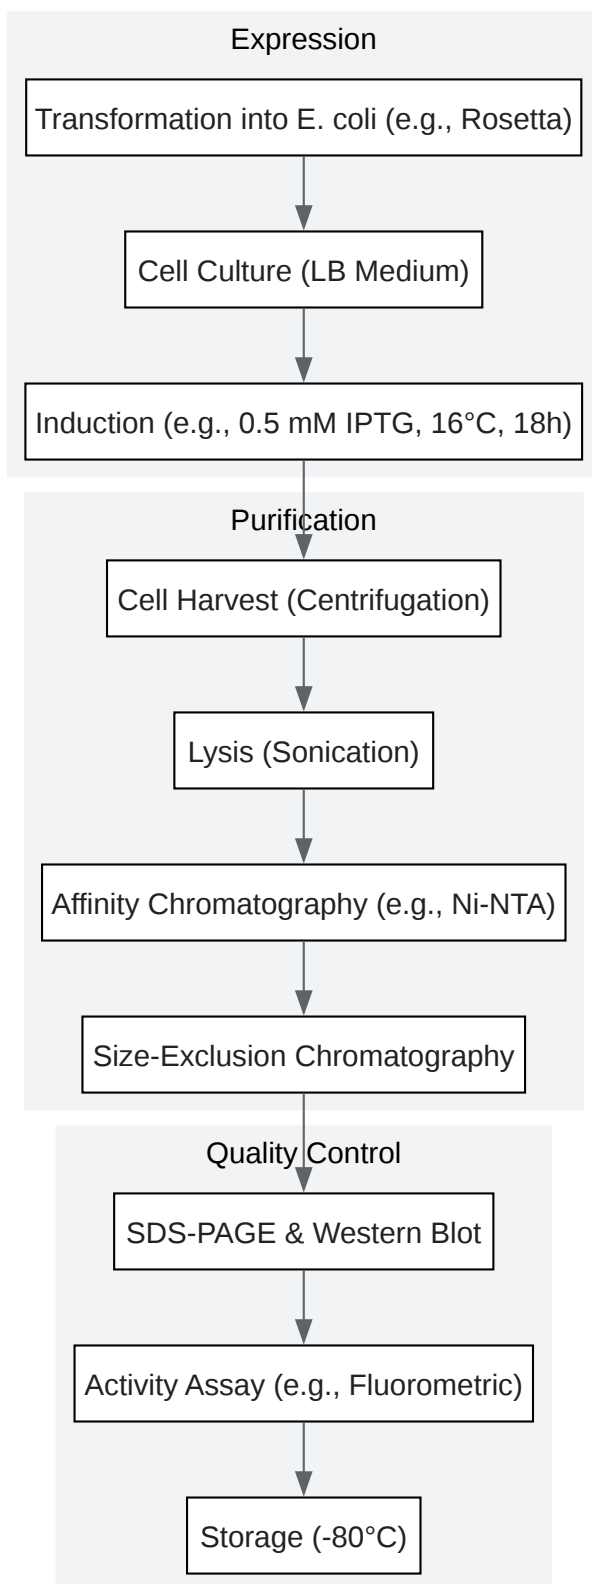 Expression
Transformation into E. coli (e.g., Rosetta)
Cell Culture (LB Medium)
Induction (e.g., 0.5 mM IPTG, 16°C, 18h)
Purification
Cell Harvest (Centrifugation)
Lysis (Sonication)
Affinity Chromatography (e.g., Ni-NTA)
Size-Exclusion Chromatography
Quality Control
SDS-PAGE & Western Blot
Activity Assay (e.g., Fluorometric)
Storage (-80°C)